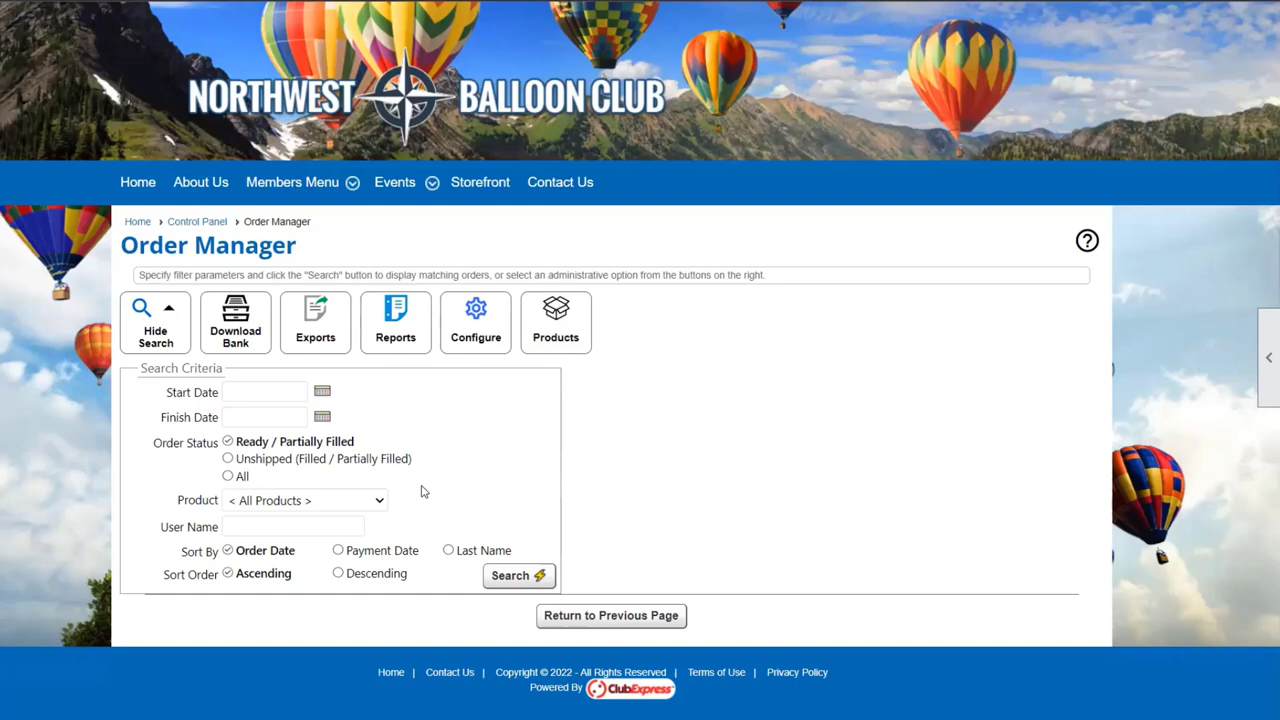 NORTHWEST BALLOON CLUB
Home About Us Members Menu Events Storefront Contact Us
Home › Control Panel › Order Manager
Order Manager
?
Specify filter parameters and click the "Search" button to display matching orders, or select an administrative option from the buttons on the right.
Hide Search
Download Bank
Exports
Reports
Configure
Products
Search Criteria
Start Date
Finish Date
Order Status Ready / Partially Filled
Unshipped (Filled / Partially Filled)
All
Product < All Products >
User Name
Sort By Order Date Payment Date Last Name
Sort Order Ascending Descending
Search
Return to Previous Page
Home | Contact Us | Copyright © 2022 - All Rights Reserved | Terms of Use | Privacy Policy
Powered By ClubExpress